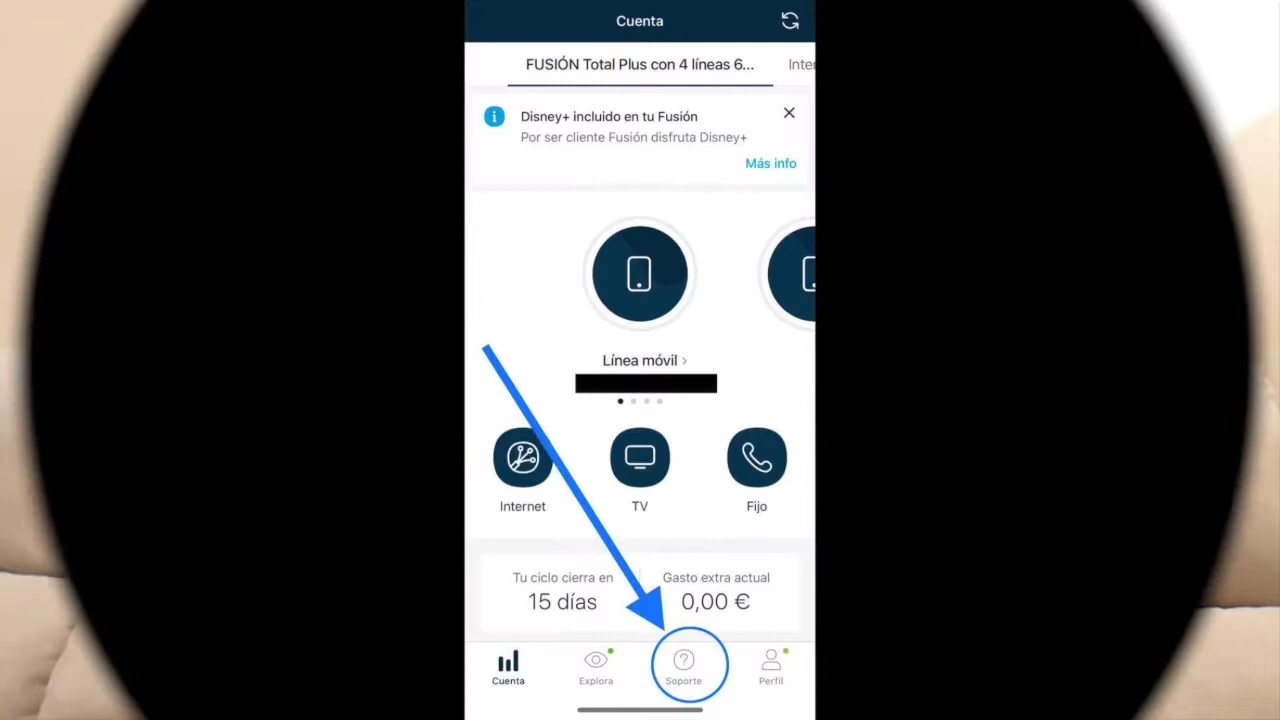 Cuenta
FUSIÓN Total Plus con 4 líneas 6...
Inter
Disney+ incluido en tu Fusión
Por ser cliente Fusión disfruta Disney+
Más info
Línea móvil
Internet
TV
Fijo
Tu ciclo cierra en
Gasto extra actual
15 días
0,00 €
Cuenta
Explora
Soporte
Perfil